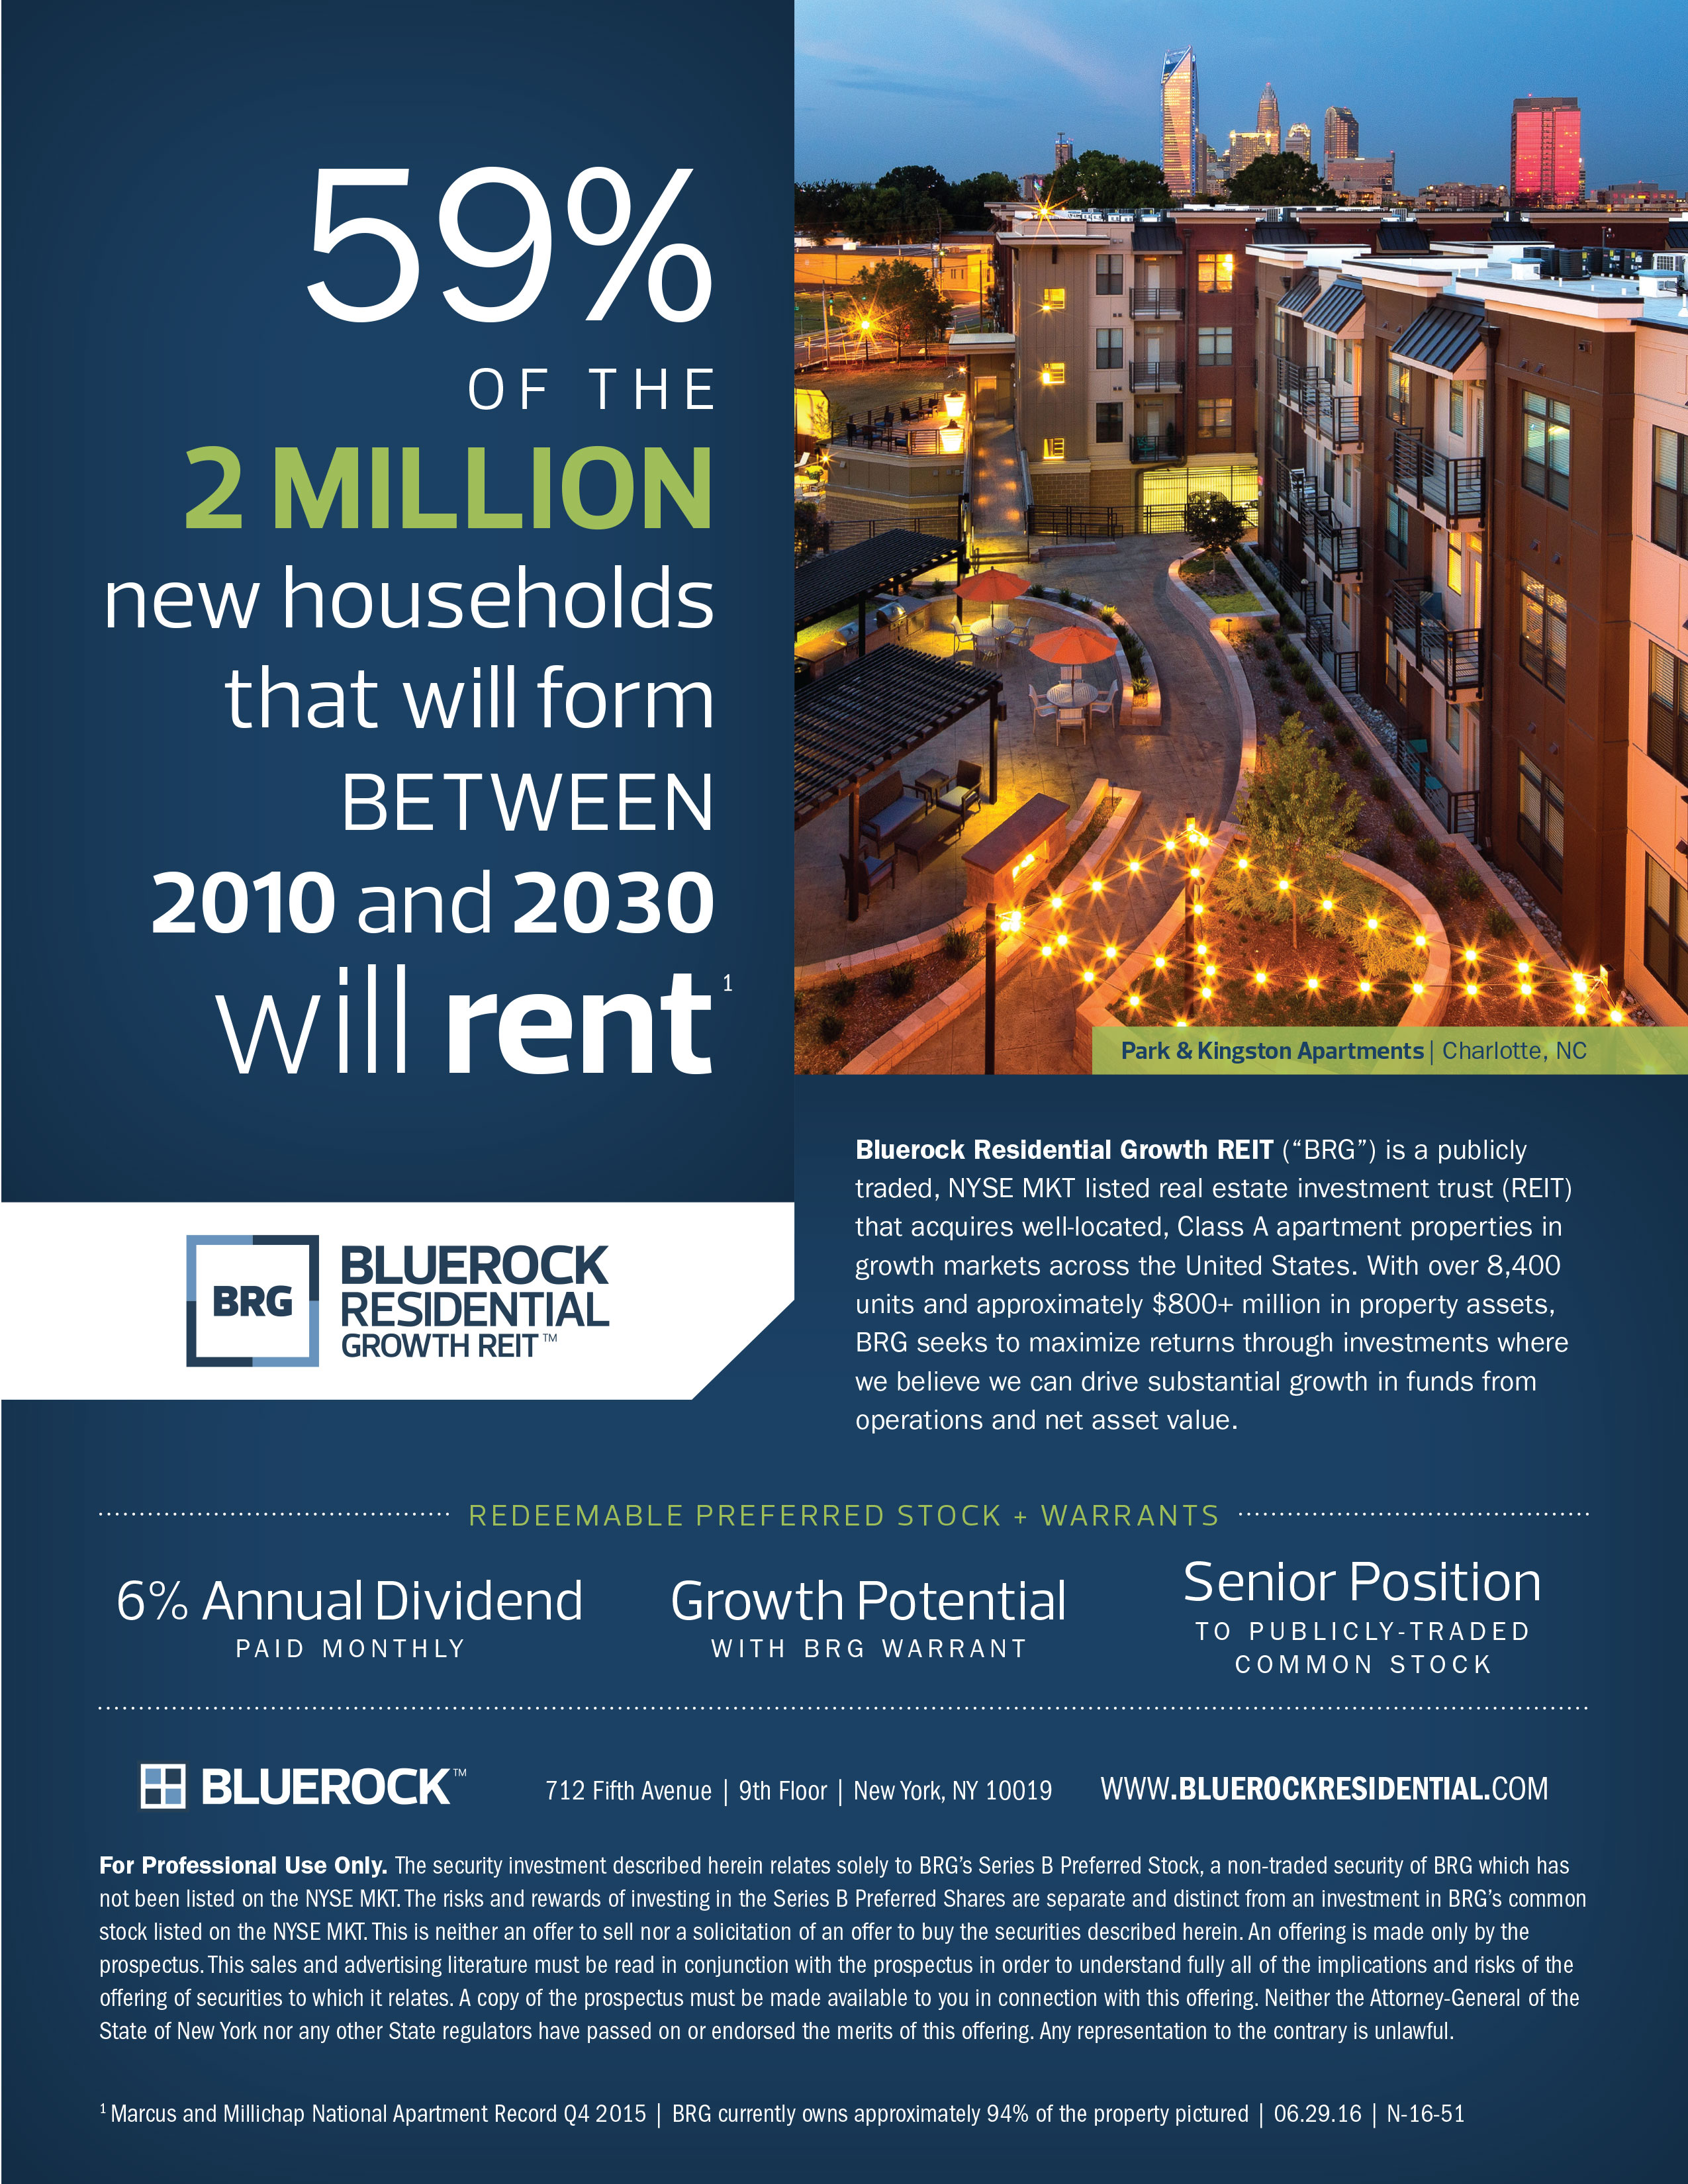 59%
OF THE
2 MILLION
new households
that will form
BETWEEN
2010 and 2030
will rent 1
Park & Kingston Apartments | Charlotte, NC
BRG
BLUEROCK
RESIDENTIAL
GROWTH REIT™
Bluerock Residential Growth REIT (“BRG”) is a publicly
traded, NYSE MKT listed real estate investment trust (REIT)
that acquires well-located, Class A apartment properties in
growth markets across the United States. With over 8,400
units and approximately $800+ million in property assets,
BRG seeks to maximize returns through investments where
we believe we can drive substantial growth in funds from
operations and net asset value.
REDEEMABLE PREFERRED STOCK + WARRANTS
6% Annual Dividend
PAID MONTHLY
Growth Potential
WITH BRG WARRANT
Senior Position
TO PUBLICLY-TRADED
COMMON STOCK
BLUEROCK™
712 Fifth Avenue | 9th Floor | New York, NY 10019
WWW.BLUEROCKRESIDENTIAL.COM
For Professional Use Only. The security investment described herein relates solely to BRG’s Series B Preferred Stock, a non-traded security of BRG which has
not been listed on the NYSE MKT. The risks and rewards of investing in the Series B Preferred Shares are separate and distinct from an investment in BRG’s common
stock listed on the NYSE MKT. This is neither an offer to sell nor a solicitation of an offer to buy the securities described herein. An offering is made only by the
prospectus. This sales and advertising literature must be read in conjunction with the prospectus in order to understand fully all of the implications and risks of the
offering of securities to which it relates. A copy of the prospectus must be made available to you in connection with this offering. Neither the Attorney-General of the
State of New York nor any other State regulators have passed on or endorsed the merits of this offering. Any representation to the contrary is unlawful.
1 Marcus and Millichap National Apartment Record Q4 2015 | BRG currently owns approximately 94% of the property pictured | 06.29.16 | N-16-51